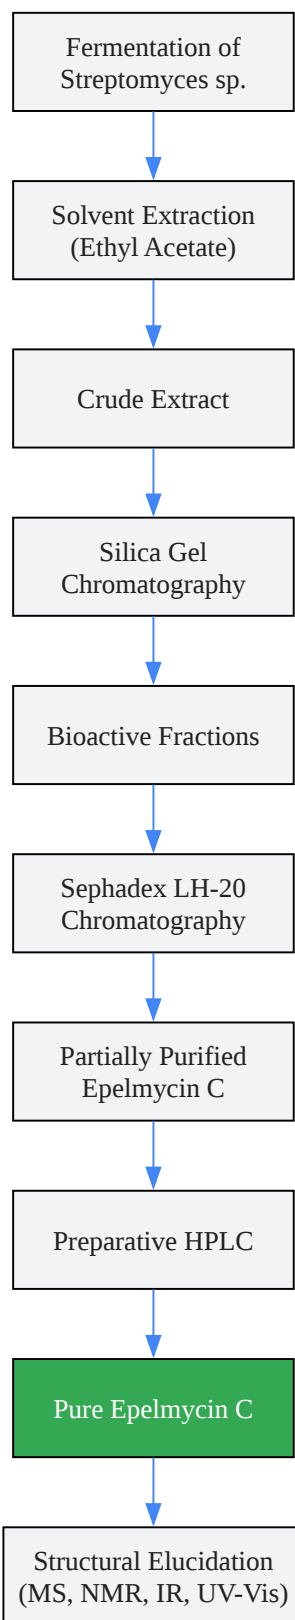 Fermentation of
Streptomyces sp.
Solvent Extraction
(Ethyl Acetate)
Crude Extract
Silica Gel
Chromatography
Bioactive Fractions
Sephadex LH-20
Chromatography
Partially Purified
Epelmycin C
Preparative HPLC
Pure Epelmycin C
Structural Elucidation
(MS, NMR, IR, UV-Vis)